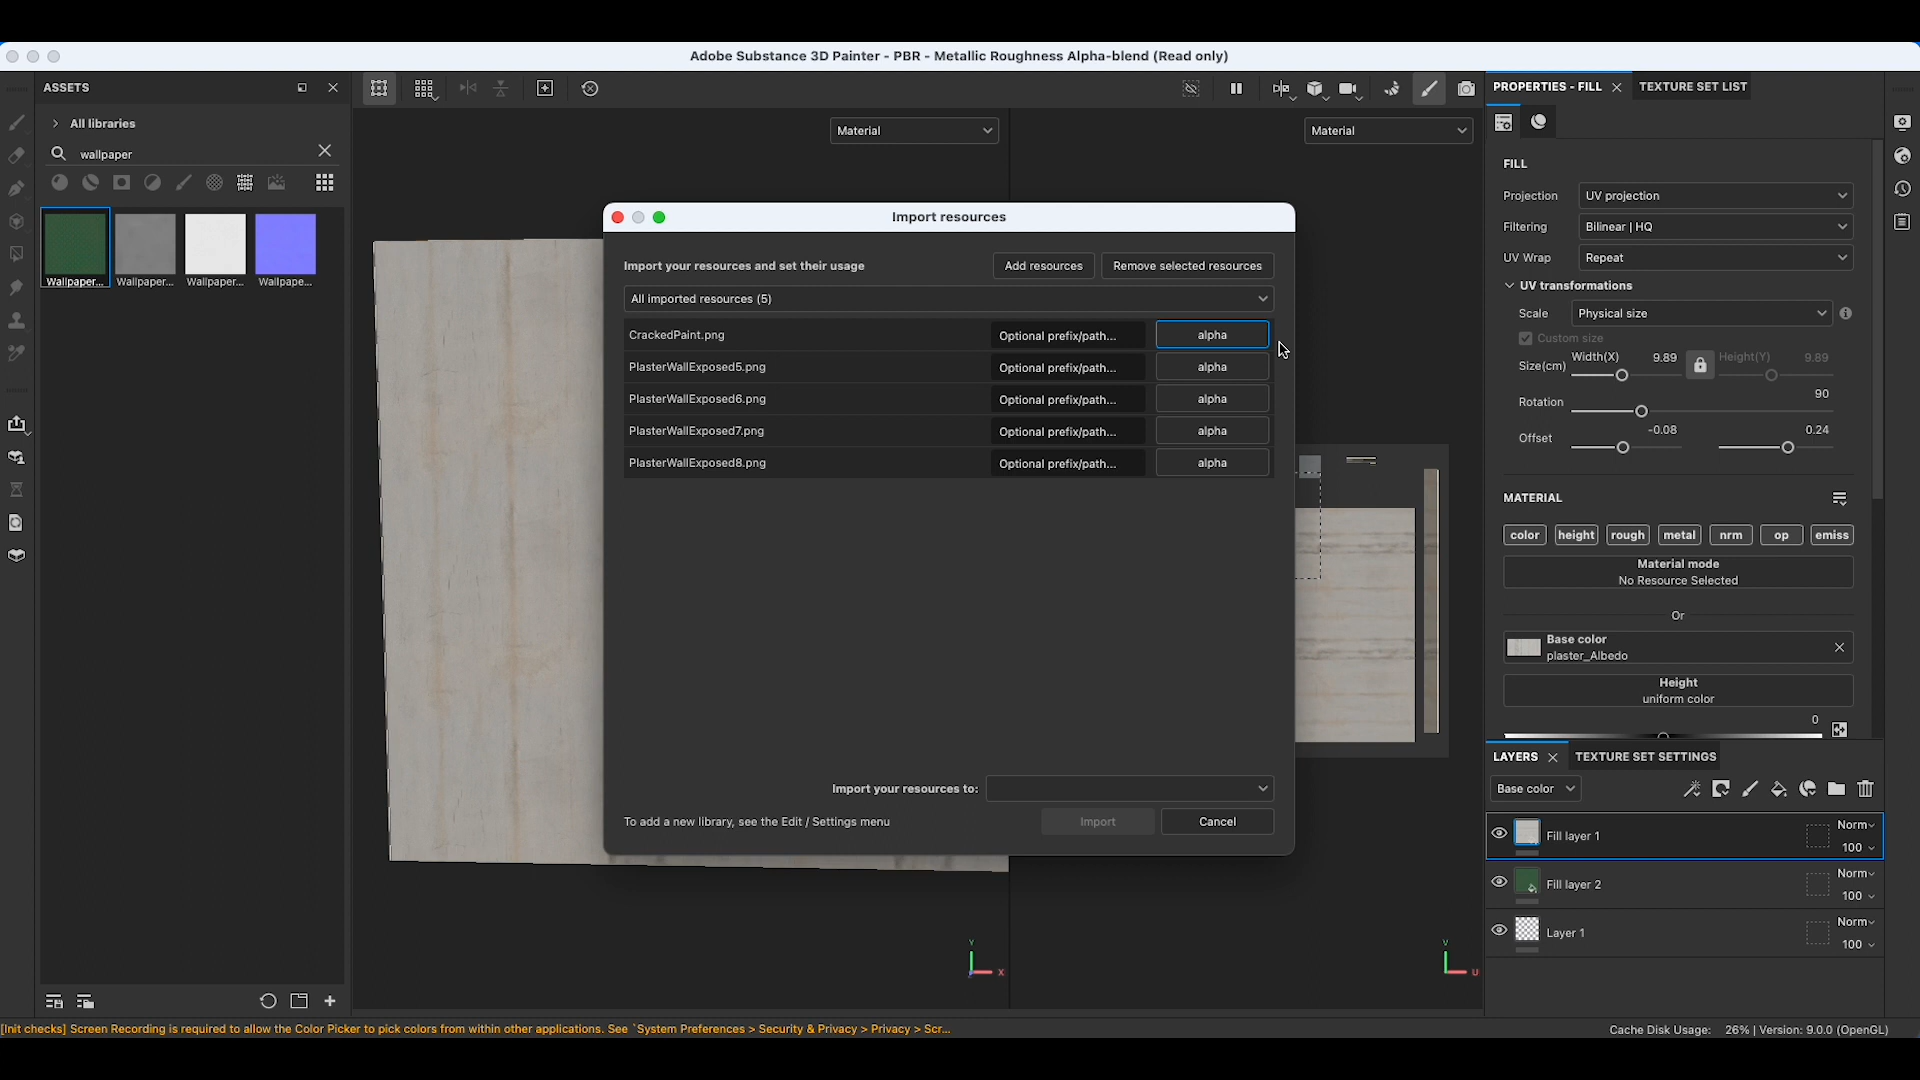 Adobe Substance 3D Painter - PBR - Metallic Roughness Alpha-blend (Read only)
ASSETS
All libraries
wallpaper
Wallpaper...
Wallpaper...
Wallpaper...
Wallpape...
Material
Material
Import resources
Import your resources and set their usage
Add resources
Remove selected resources
All imported resources (5)
CrackedPaint.png
Optional prefix/path...
alpha
PlasterWallExposed5.png
Optional prefix/path...
alpha
PlasterWallExposed6.png
Optional prefix/path...
alpha
PlasterWallExposed7.png
Optional prefix/path...
alpha
PlasterWallExposed8.png
Optional prefix/path...
alpha
Import your resources to:
To add a new library, see the Edit / Settings menu
Import
Cancel
Y
X
V
U
PROPERTIES - FILL
TEXTURE SET LIST
FILL
Projection
UV projection
Filtering
Bilinear | HQ
UV Wrap
Repeat
UV transformations
Scale
Physical size
Custom size
Size(cm)
Width(X)
9.89
Height(Y)
9.89
Rotation
90
Offset
-0.08
0.24
MATERIAL
color
height
rough
metal
nrm
op
emiss
Material mode
No Resource Selected
Or
Base color
plaster_Albedo
Height
uniform color
0
LAYERS
TEXTURE SET SETTINGS
Base color
Fill layer 1
Norm
100
Fill layer 2
Norm
100
Layer 1
Norm
100
[Init checks] Screen Recording is required to allow the Color Picker to pick colors from within other applications. See `System Preferences > Security & Privacy > Privacy > Scr...
Cache Disk Usage: 26% | Version: 9.0.0 (OpenGL)